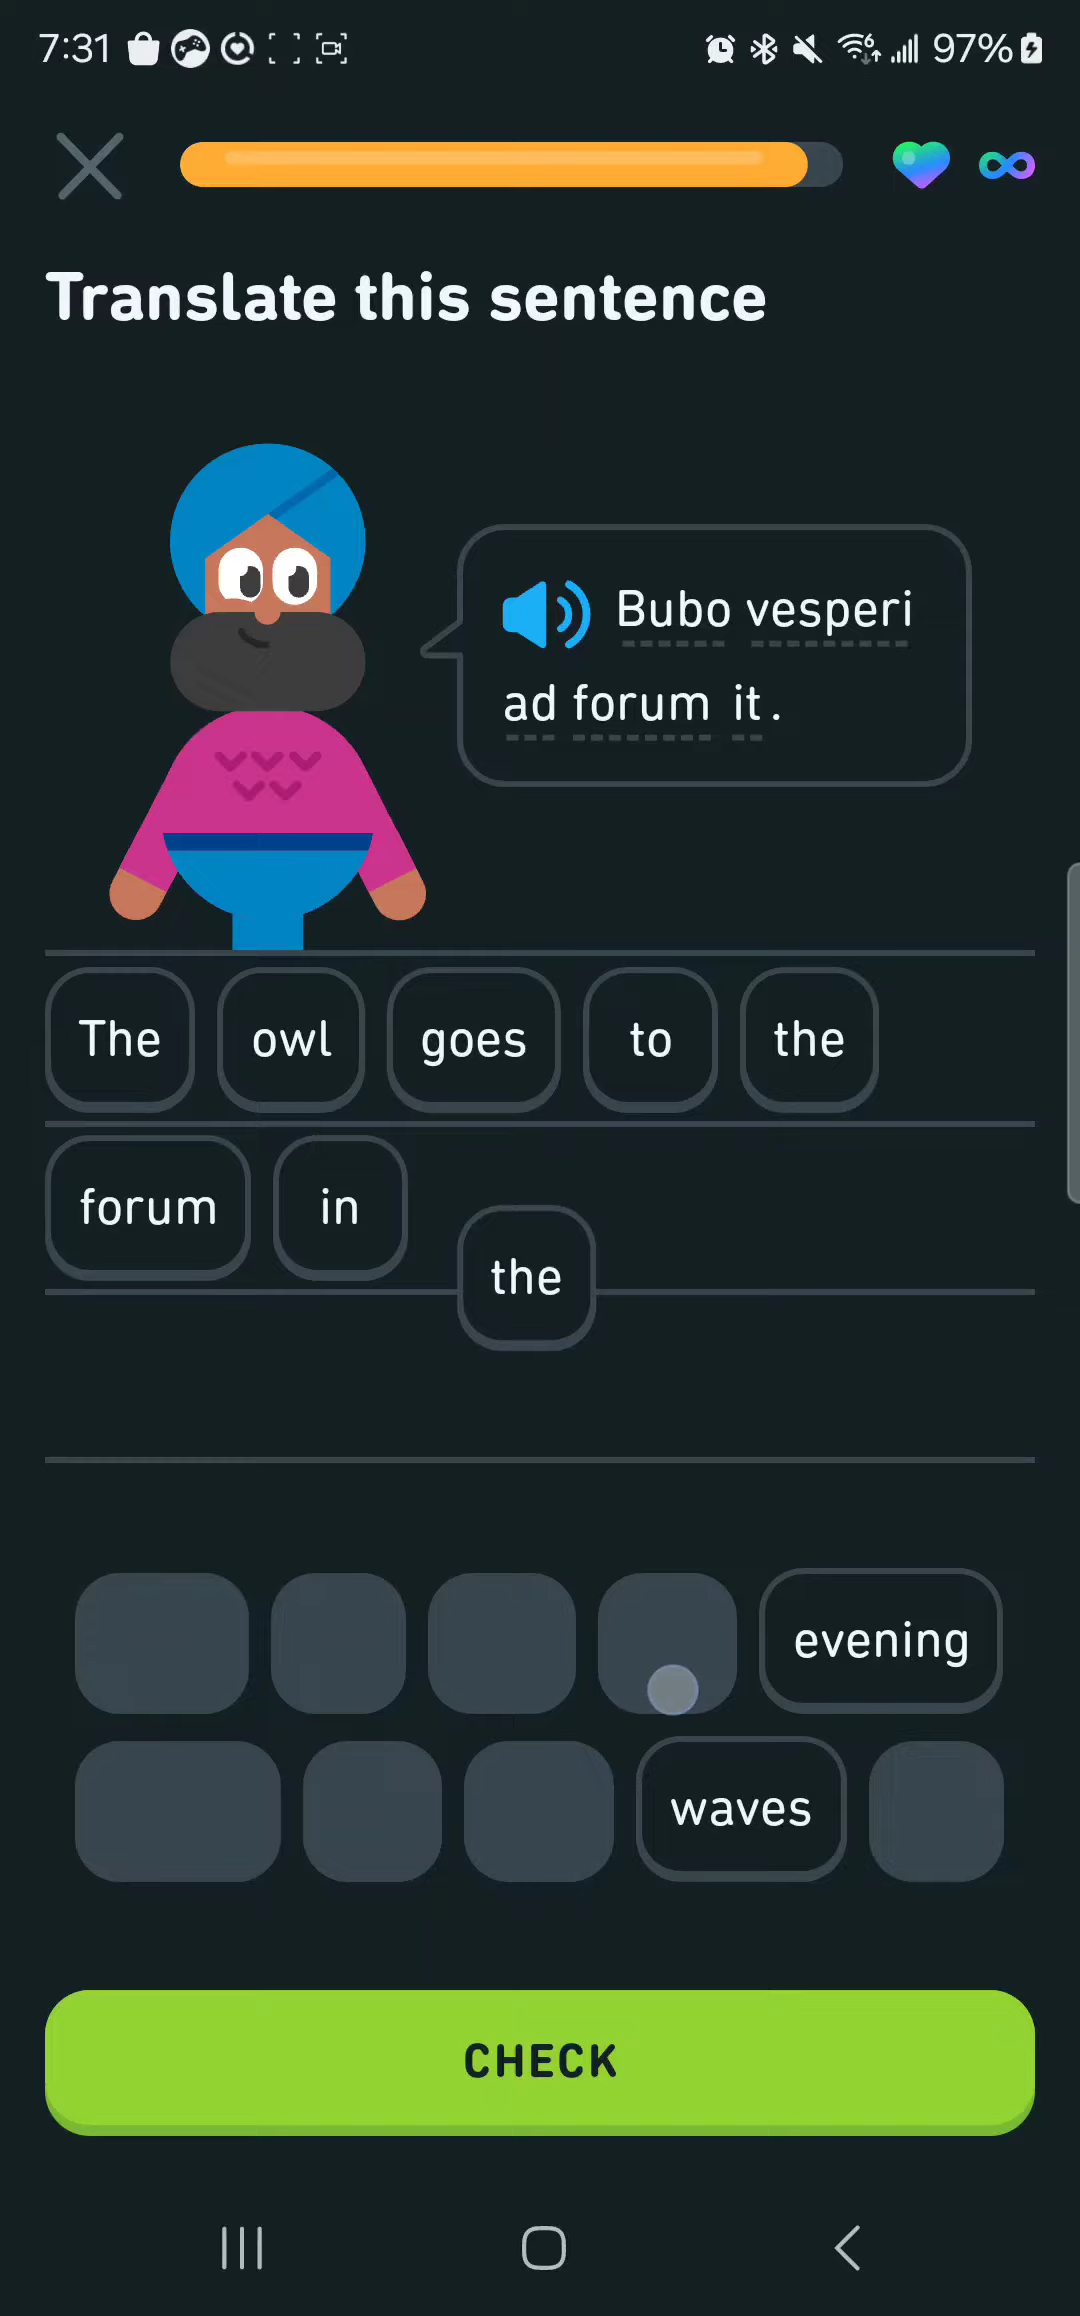 7:31 6 97%
Translate this sentence
Bubo vesperi
ad forum it.
The owl goes to the
forum in
the
evening
waves
CHECK